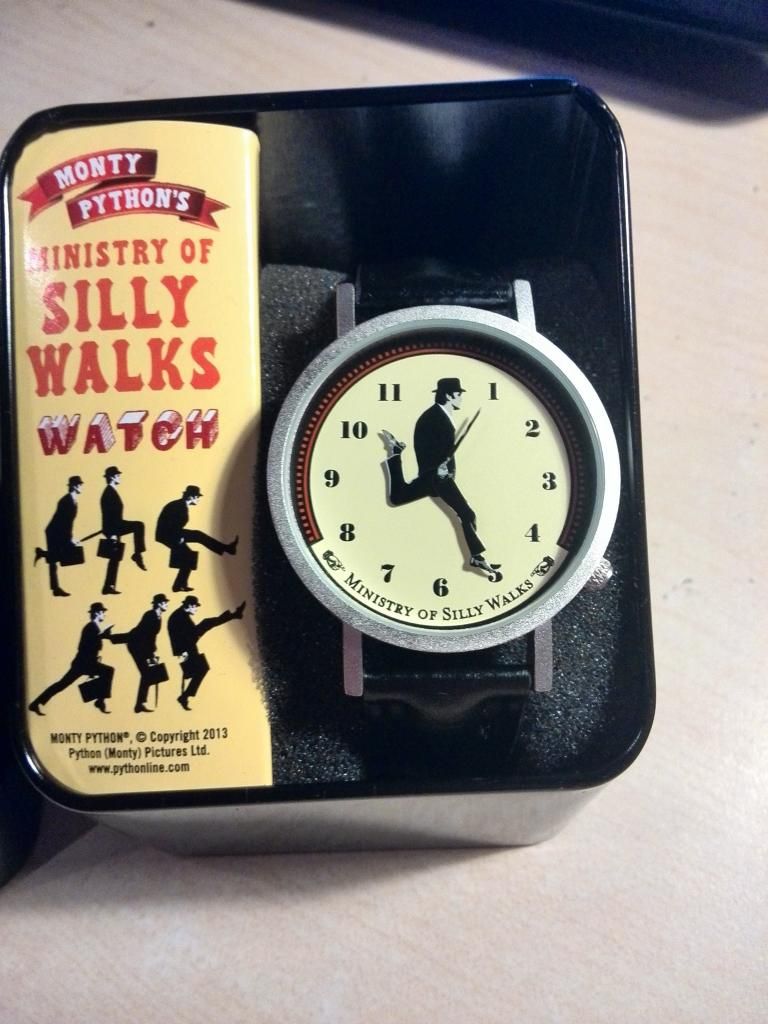 MONTY
PYTHON'S
MINISTRY OF
SILLY
WALKS
WATCH
MONTY PYTHON®, © Copyright 2013
Python (Monty) Pictures Ltd.
www.pythonline.com
11 1
10 2
9 3
8 4
7 6 5
MINISTRY OF SILLY WALKS